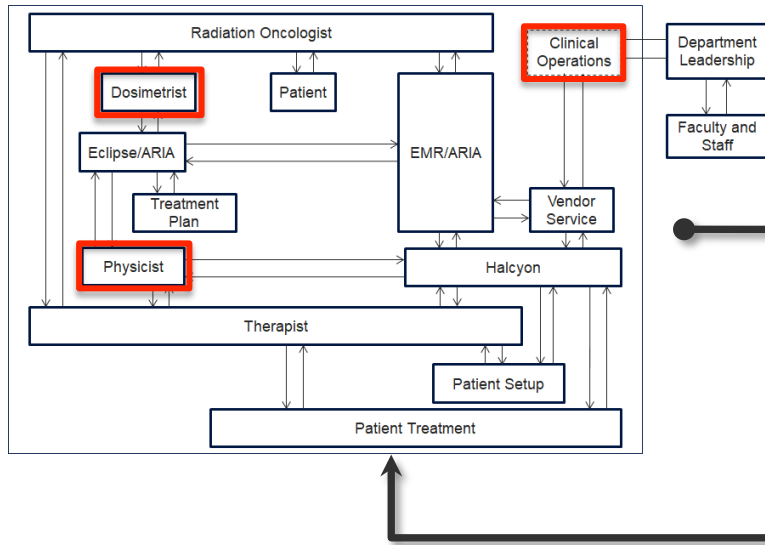 Radiation Oncologist
Clinical
Operations
Department
Leadership
Dosimetrist
Patient
Faculty and
Staff
Eclipse/ARIA
EMR/ARIA
Treatment
Plan
Vendor
Service
Physicist
Halcyon
Therapist
Patient Setup
Patient Treatment